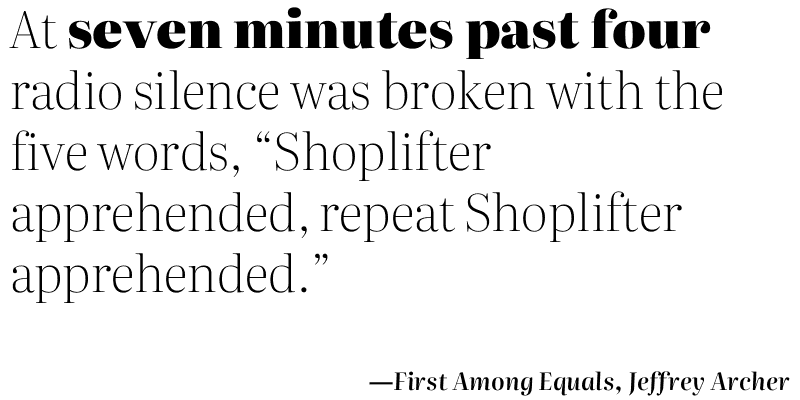 At seven minutes past four
radio silence was broken with the
five words, “Shoplifter
apprehended, repeat Shoplifter
apprehended.”
—First Among Equals, Jeffrey Archer